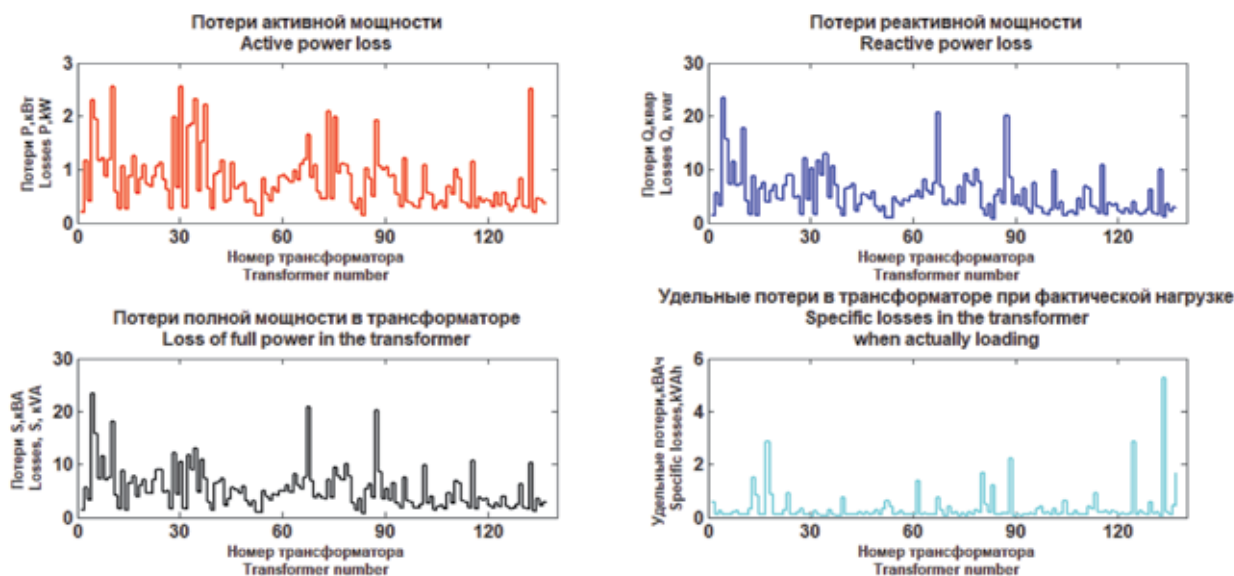 Потери активной мощности
Active power loss
3
2
1
0
Потери P,кВт
Losses P,kW
0
30
60
90
120
Номер трансформатора
Transformer number
Потери реактивной мощности
Reactive power loss
30
20
10
0
Потери Q,квар
Losses Q, kvar
0
30
60
90
120
Номер трансформатора
Transformer number
Потери полной мощности в трансформаторе
Loss of full power in the transformer
30
20
10
0
Потери S,кВА
Losses, S, kVA
0
30
60
90
120
Номер трансформатора
Transformer number
Удельные потери в трансформаторе при фактической нагрузке
Specific losses in the transformer
when actually loading
6
4
2
0
Удельные потери,кВАч
Specific losses,kVAh
0
30
60
90
120
Номер трансформатора
Transformer number